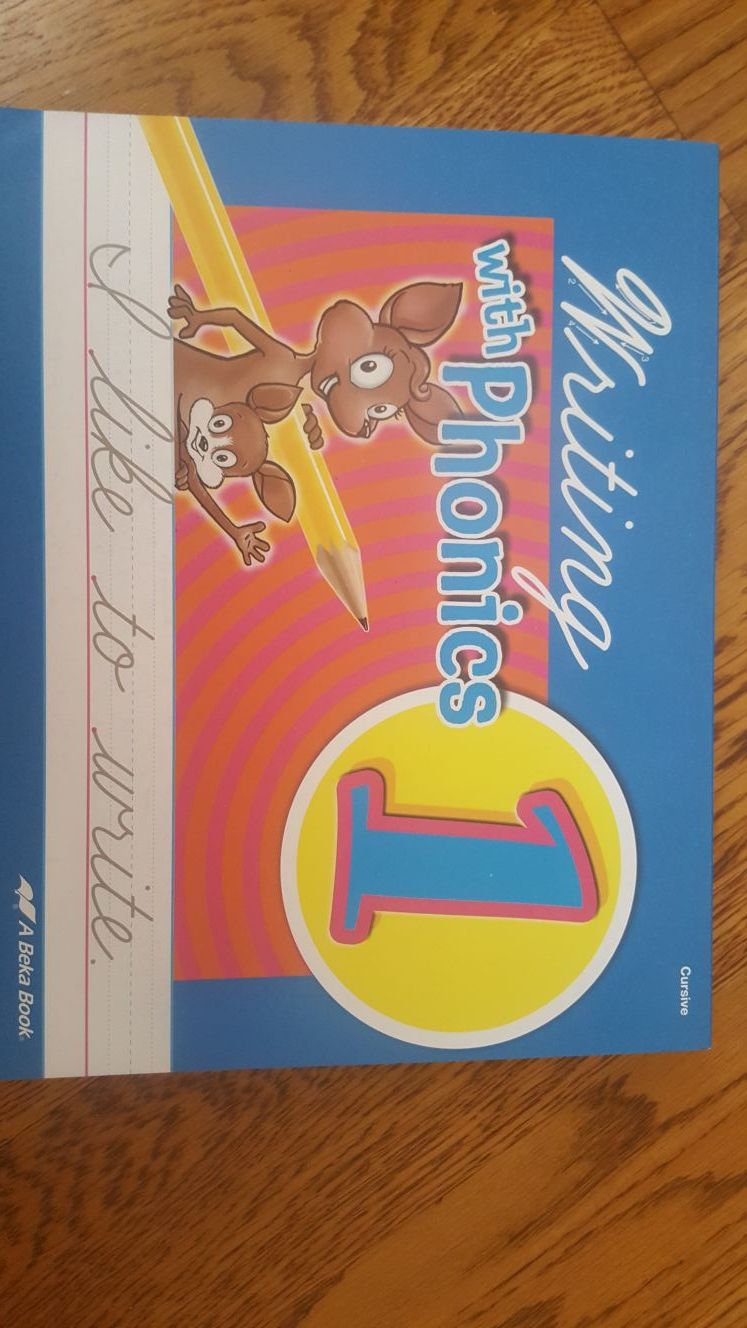 Cursive
Writing
with Phonics
1
I like to write.
A Beka Book